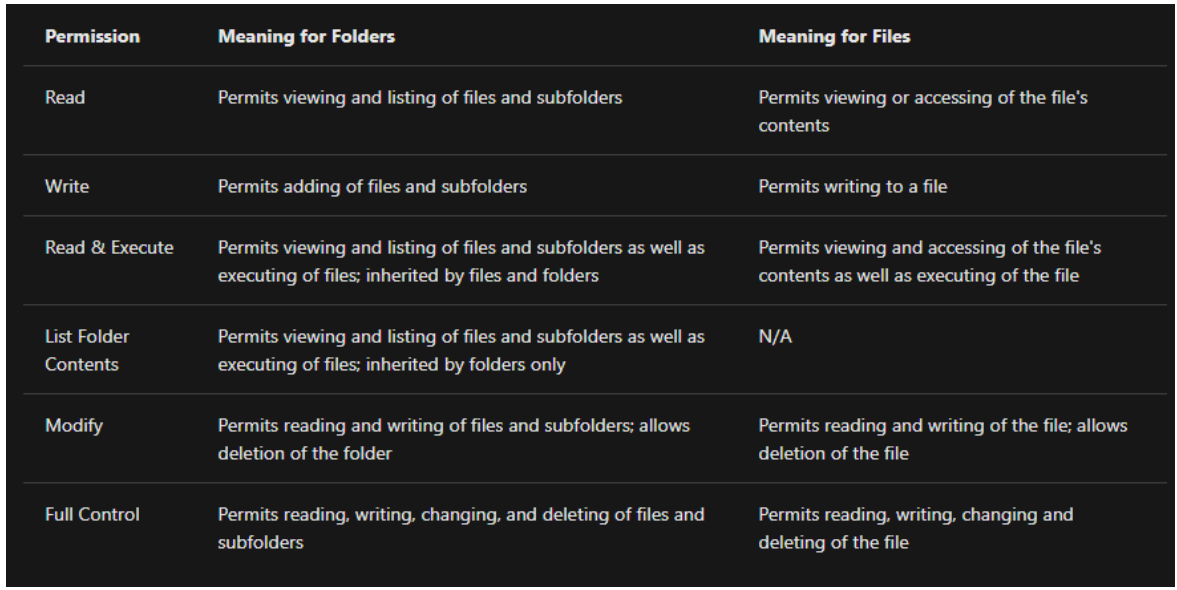 Permission Meaning for Folders Meaning for Files
Read Permits viewing and listing of files and subfolders Permits viewing or accessing of the file's
contents
Write Permits adding of files and subfolders Permits writing to a file
Read & Execute Permits viewing and listing of files and subfolders as well as Permits viewing and accessing of the file's
executing of files; inherited by files and folders contents as well as executing of the file
List Folder Permits viewing and listing of files and subfolders as well as N/A
Contents executing of files; inherited by folders only
Modify Permits reading and writing of files and subfolders; allows Permits reading and writing of the file; allows
deletion of the folder deletion of the file
Full Control Permits reading, writing, changing, and deleting of files and Permits reading, writing, changing and
subfolders deleting of the file